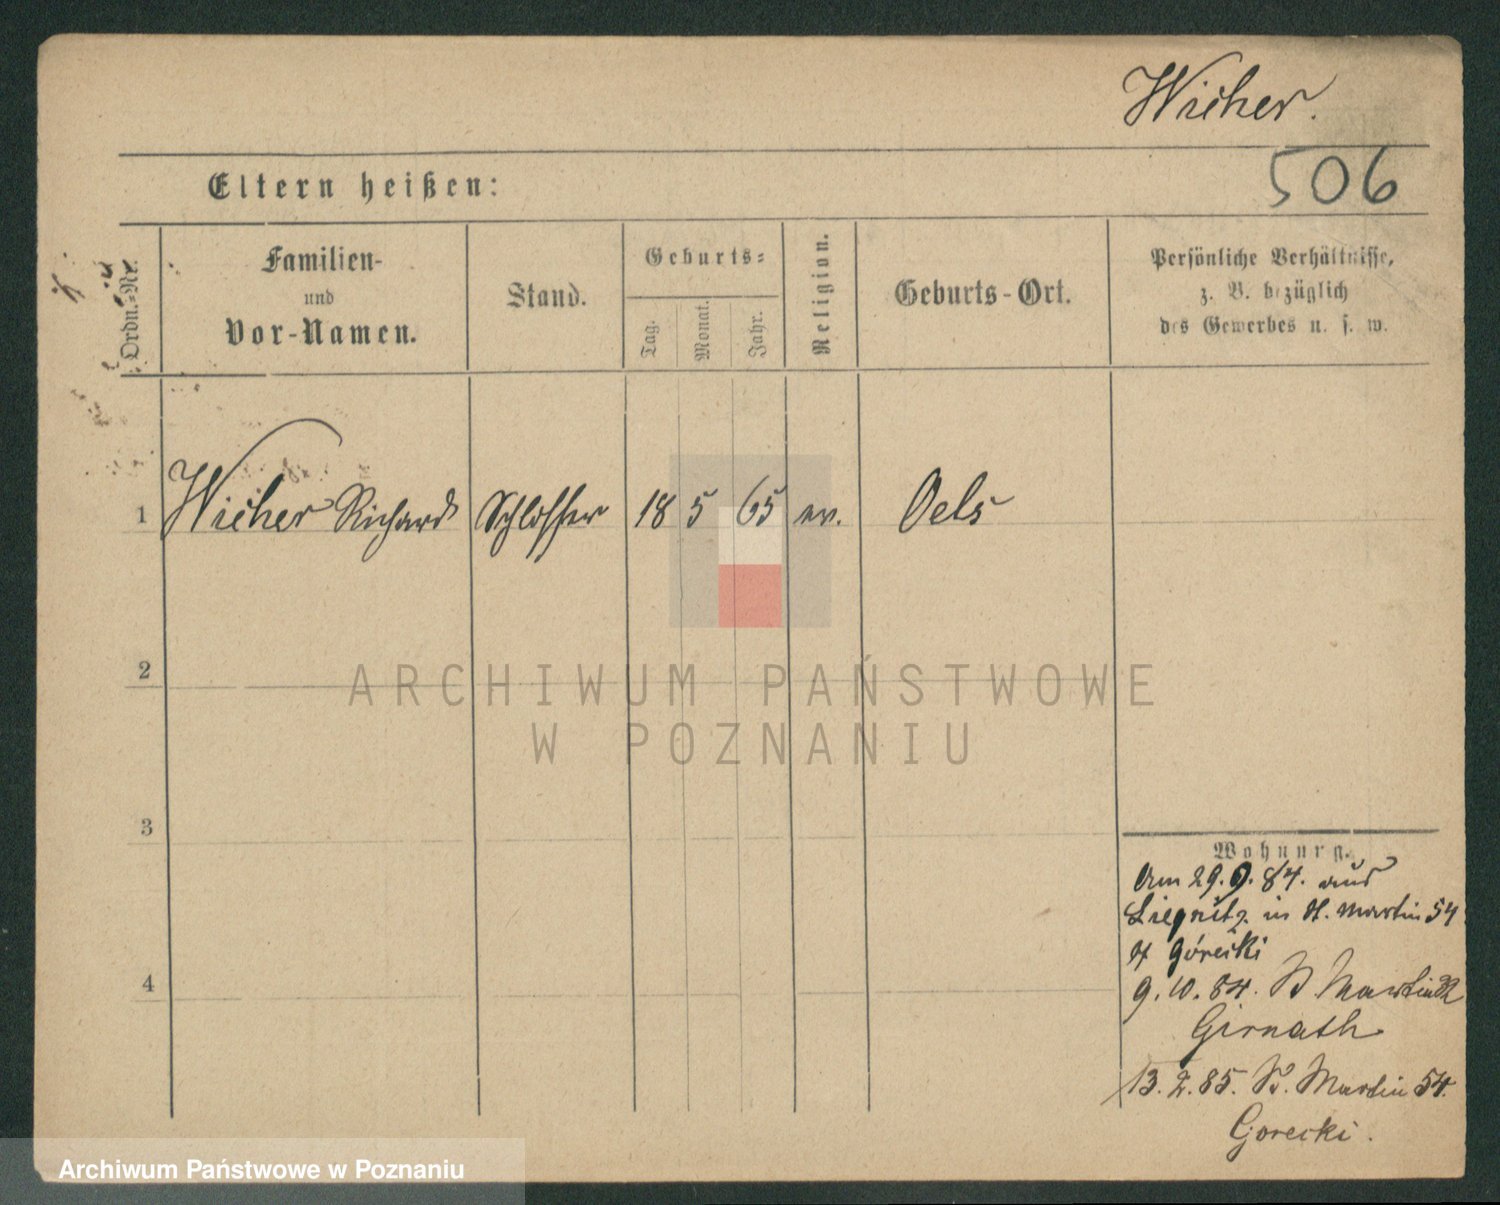 Wicher.
506
Eltern heißen:
Ordn.-Nr.
Familien-
und
Vor-Namen.
Stand.
Geburts-
Tag.
Monat.
Jahr.
Religion.
Geburts-Ort.
Persönliche Verhältnisse,
z. B. bezüglich
des Gewerbes u. s. w.
1 Wicher Richard Schlosser 18 5 65 ev. Oels
2
3
4
Wohnung.
Am 29.9.84. aus
Liegnitz in St. Martin 54
Górecki
9.10.84. St Martin
Girnath
13.2.85. St. Martin 54.
Gorecki.
ARCHIWUM PAŃSTWOWE
W POZNANIU
Archiwum Państwowe w Poznaniu